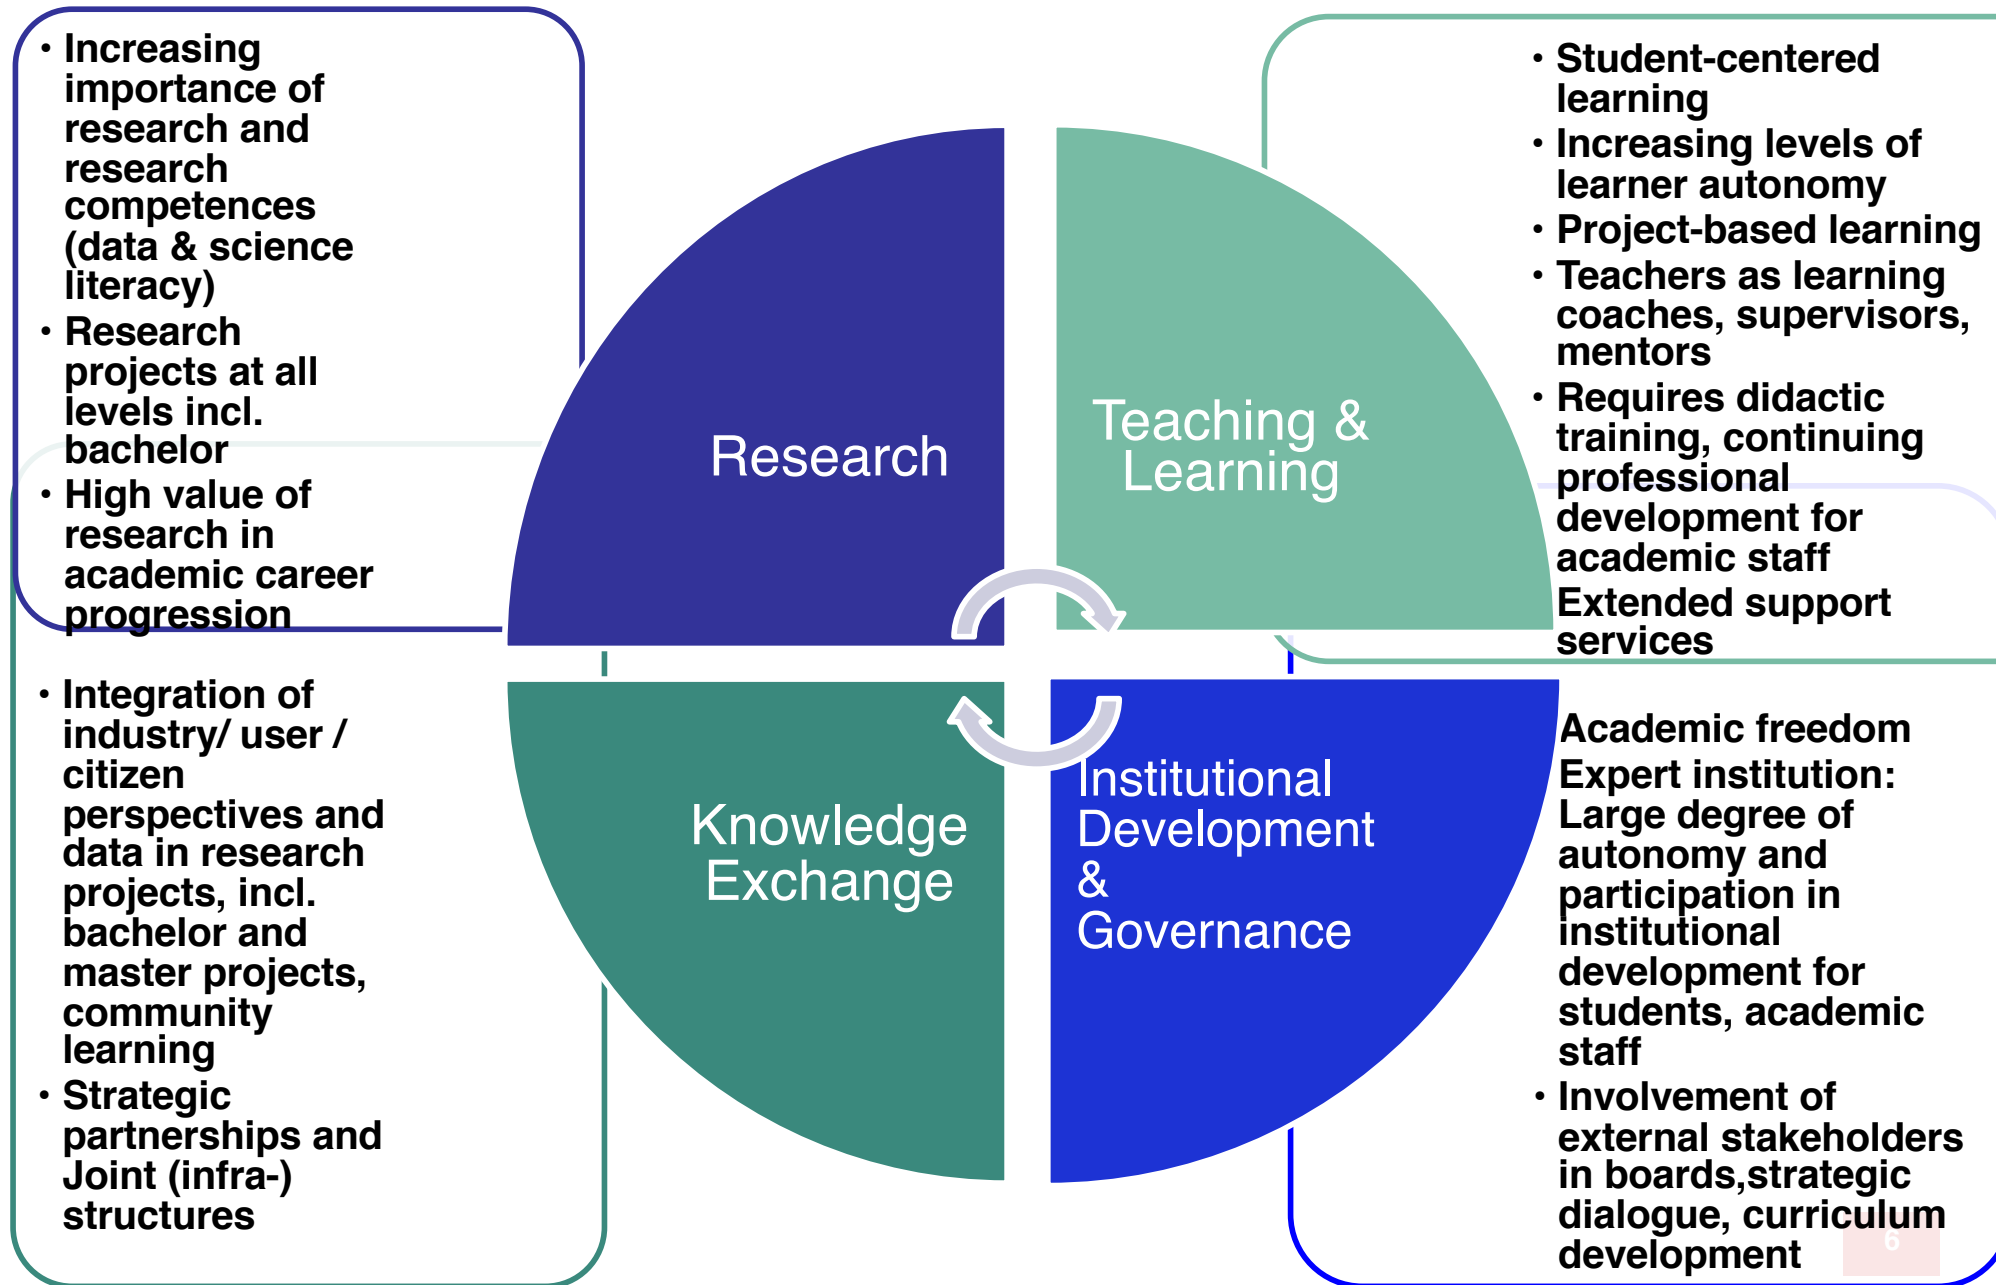 • Increasing
importance of
research and
research
competences
(data & science
literacy)
• Research
projects at all
levels incl.
bachelor
• High value of
research in
academic career
progression
• Student-centered
learning
• Increasing levels of
learner autonomy
• Project-based learning
• Teachers as learning
coaches, supervisors,
mentors
• Requires didactic
training, continuing
professional
development for
academic staff
Extended support
services
Research
Teaching &
Learning
Knowledge
Exchange
Institutional
Development
&
Governance
• Integration of
industry/ user /
citizen
perspectives and
data in research
projects, incl.
bachelor and
master projects,
community
learning
• Strategic
partnerships and
Joint (infra-)
structures
Academic freedom
Expert institution:
Large degree of
autonomy and
participation in
institutional
development for
students, academic
staff
• Involvement of
external stakeholders
in boards,strategic
dialogue, curriculum
development
6